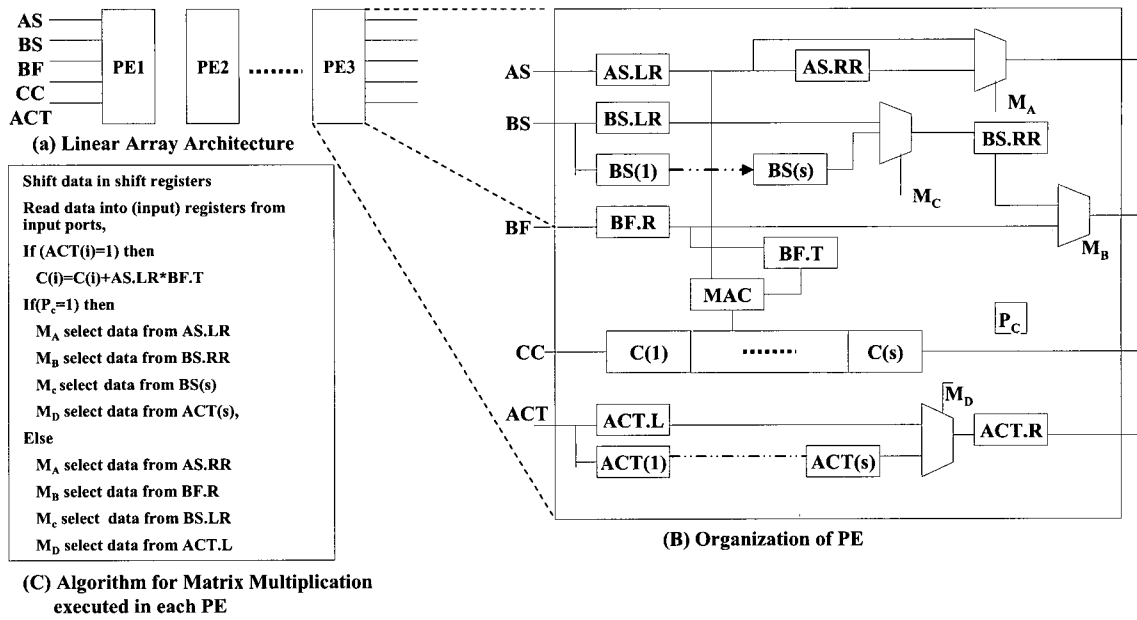 AS
BS
BF
CC
ACT
PE1
PE2
PE3
(a) Linear Array Architecture
Shift data in shift registers
Read data into (input) registers from
input ports,
If (ACT(i)=1) then
C(i)=C(i)+AS.LR*BF.T
If(Pc=1) then
MA select data from AS.LR
MB select data from BS.RR
Mc select data from BS(s)
MD select data from ACT(s),
Else
MA select data from AS.RR
MB select data from BF.R
Mc select data from BS.LR
MD select data from ACT.L
(C) Algorithm for Matrix Multiplication
executed in each PE
AS
AS.LR
AS.RR
MA
BS
BS.LR
BS.RR
BS(1)
BS(s)
MC
BF
BF.R
BF.T
MB
MAC
PC
CC
C(1)
C(s)
ACT
ACT.L
MD
ACT.R
ACT(1)
ACT(s)
(B) Organization of PE